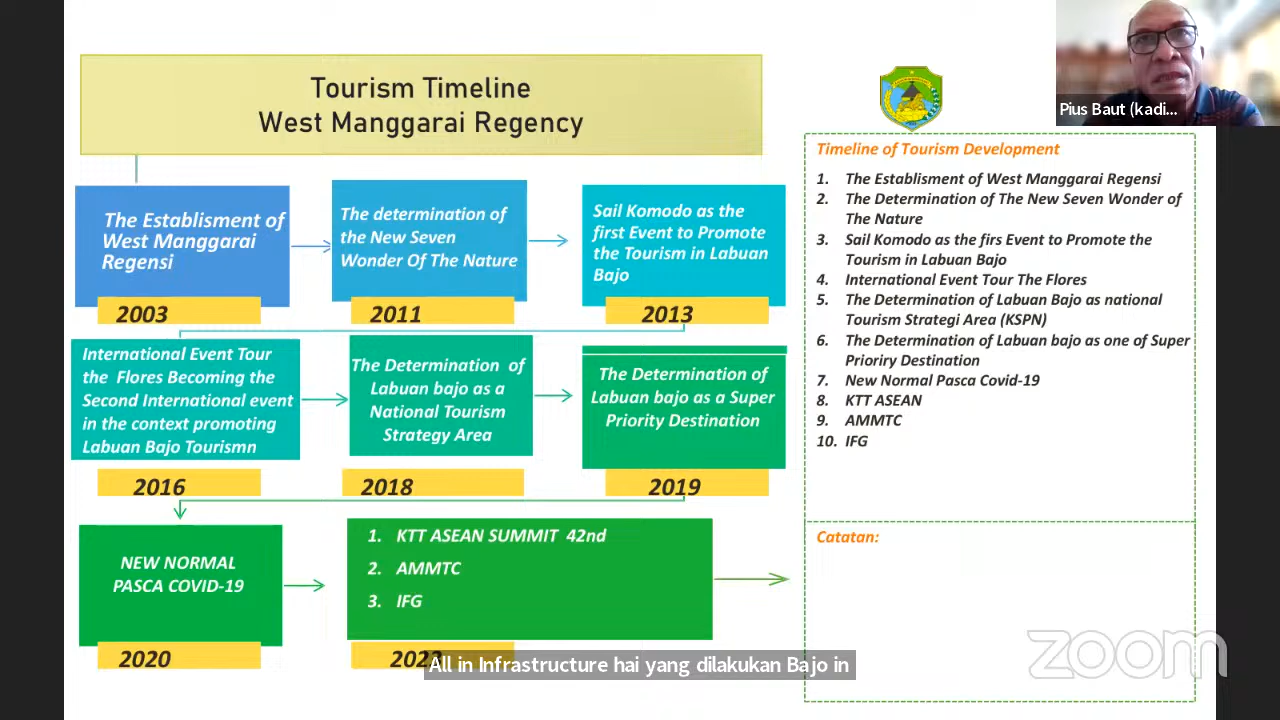 Tourism Timeline
West Manggarai Regency
Pius Baut (kadi...
The Establisment of
West Manggarai
Regensi
2003
The determination of
the New Seven
Wonder Of The Nature
2011
Sail Komodo as the
first Event to Promote
the Tourism in Labuan
Bajo
2013
International Event Tour
the Flores Becoming the
Second International event
in the context promoting
Labuan Bajo Tourismn
2016
The Determination of
Labuan bajo as a
National Tourism
Strategy Area
2018
The Determination of
Labuan bajo as a Super
Priority Destination
2019
NEW NORMAL
PASCA COVID-19
2020
1. KTT ASEAN SUMMIT 42nd
2. AMMTC
3. IFG
Timeline of Tourism Development
1. The Establisment of West Manggarai Regensi
2. The Determination of The New Seven Wonder of
The Nature
3. Sail Komodo as the firs Event to Promote the
Tourism in Labuan Bajo
4. International Event Tour The Flores
5. The Determination of Labuan Bajo as national
Tourism Strategi Area (KSPN)
6. The Determination of Labuan bajo as one of Super
Priroriry Destination
7. New Normal Pasca Covid-19
8. KTT ASEAN
9. AMMTC
10. IFG
Catatan:
All in Infrastructure hai yang dilakukan Bajo in
zoom